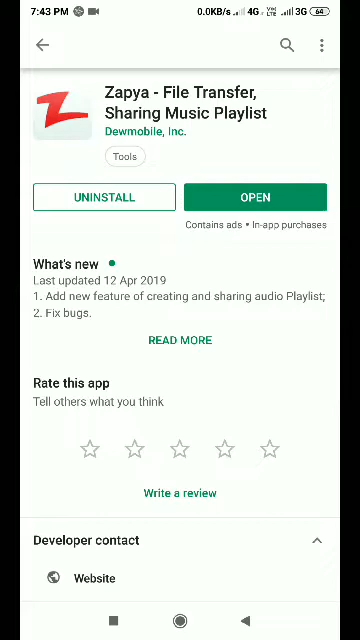 7:43 PM 0.0KB/s 4G VoLTE 3G 64
Zapya - File Transfer,
Sharing Music Playlist
Dewmobile, Inc.
Tools
UNINSTALL OPEN
Contains ads • In-app purchases
What's new •
Last updated 12 Apr 2019
1. Add new feature of creating and sharing audio Playlist;
2. Fix bugs.
READ MORE
Rate this app
Tell others what you think
Write a review
Developer contact
Website